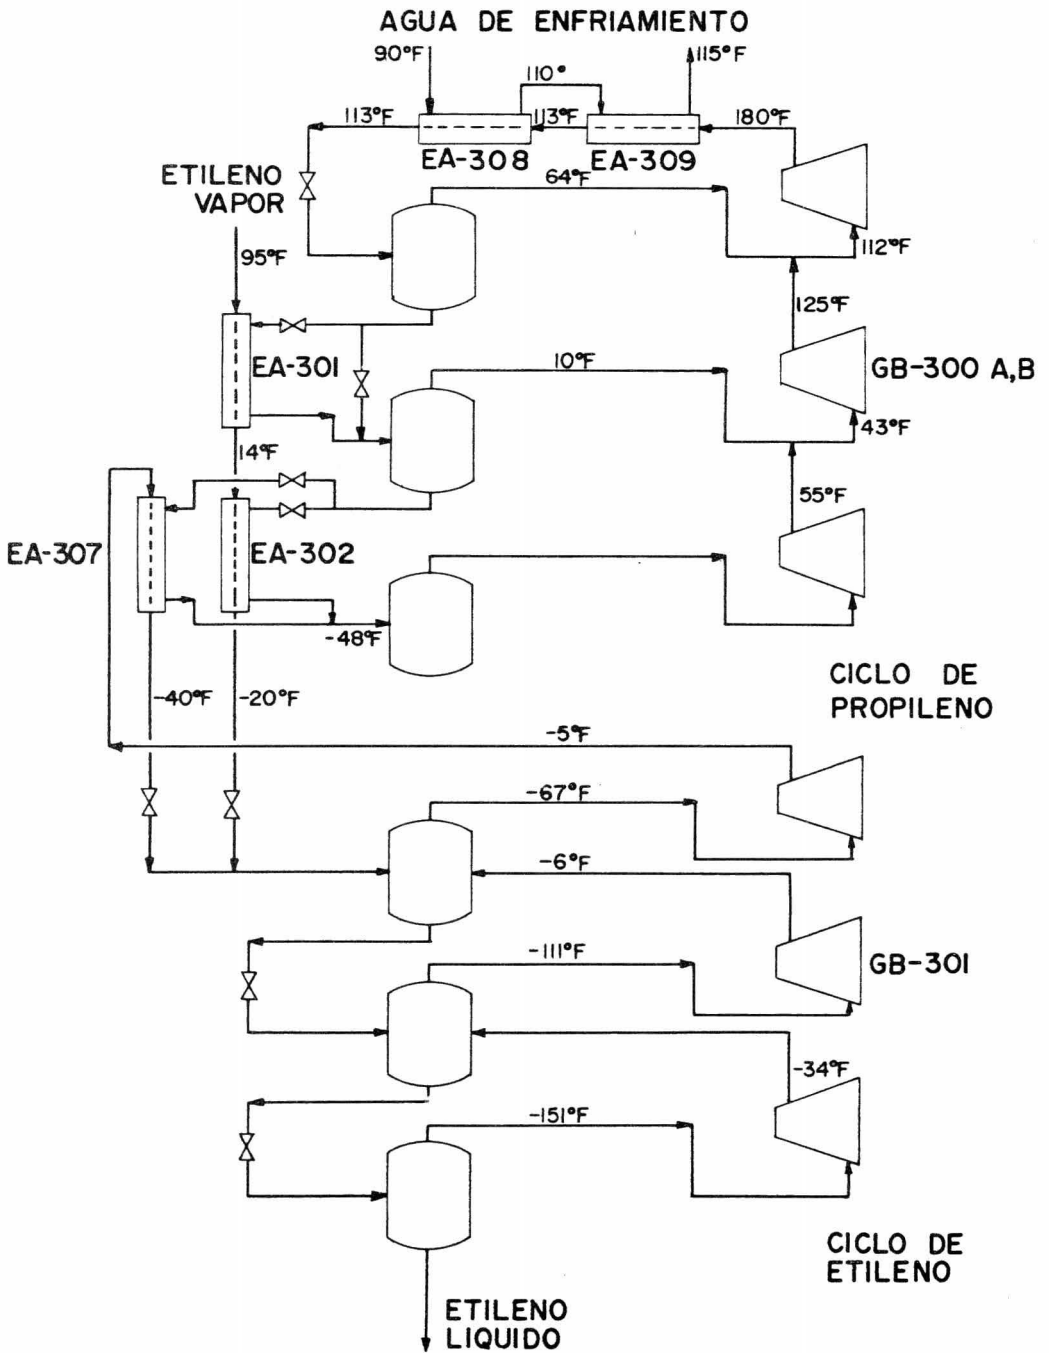 AGUA DE ENFRIAMIENTO
90°F
110°
115°F
113°F
113°F
180°F
EA-308
EA-309
ETILENO
VAPOR
64°F
95°F
112°F
125°F
EA-301
10°F
GB-300 A,B
43°F
14°F
55°F
EA-307
EA-302
-48°F
CICLO DE
PROPILENO
-40°F
-20°F
-5°F
-67°F
-6°F
-111°F
GB-301
-34°F
-151°F
CICLO DE
ETILENO
ETILENO
LIQUIDO